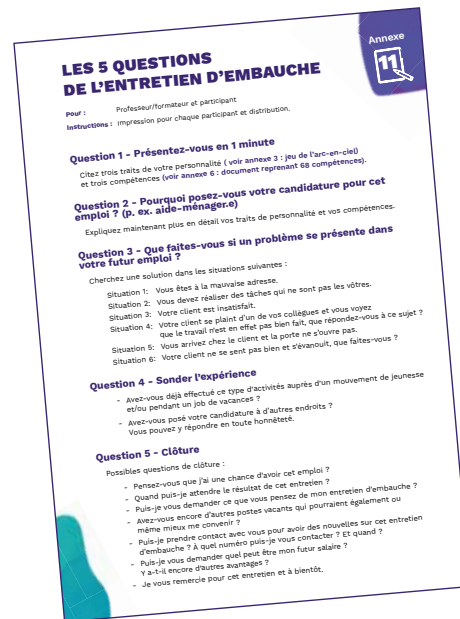 Annexe
11
LES 5 QUESTIONS
DE L'ENTRETIEN D'EMBAUCHE
Pour : Professeur/formateur et participant
Instructions : Impression pour chaque participant et distribution.
Question 1 - Présentez-vous en 1 minute
Citez trois traits de votre personnalité ( voir annexe 3 : jeu de l'arc-en-ciel)
et trois compétences (voir annexe 6 : document reprenant 68 compétences).
Question 2 - Pourquoi posez-vous votre candidature pour cet
emploi ? (p. ex. aide-ménager.e)
Expliquez maintenant plus en détail vos traits de personnalité et vos compétences.
Question 3 - Que faites-vous si un problème se présente dans
votre futur emploi ?
Cherchez une solution dans les situations suivantes :
Situation 1: Vous êtes à la mauvaise adresse.
Situation 2: Vous devez réaliser des tâches qui ne sont pas les vôtres.
Situation 3: Votre client est insatisfait.
Situation 4: Votre client se plaint d'un de vos collègues et vous voyez
que le travail n'est en effet pas bien fait, que répondez-vous à ce sujet ?
Situation 5: Vous arrivez chez le client et la porte ne s'ouvre pas.
Situation 6: Votre client ne se sent pas bien et s'évanouit, que faites-vous ?
Question 4 - Sonder l'expérience
- Avez-vous déjà effectué ce type d'activités auprès d'un mouvement de jeunesse
et/ou pendant un job de vacances ?
- Avez-vous posé votre candidature à d'autres endroits ?
Vous pouvez y répondre en toute honnêteté.
Question 5 - Clôture
Possibles questions de clôture :
- Pensez-vous que j'ai une chance d'avoir cet emploi ?
- Quand puis-je attendre le résultat de cet entretien ?
- Puis-je vous demander ce que vous pensez de mon entretien d'embauche ?
- Avez-vous encore d'autres postes vacants qui pourraient également ou
même mieux me convenir ?
- Puis-je prendre contact avec vous pour avoir des nouvelles sur cet entretien
d'embauche ? À quel numéro puis-je vous contacter ? Et quand ?
- Puis-je vous demander quel peut être mon futur salaire ?
Y a-t-il encore d'autres avantages ?
- Je vous remercie pour cet entretien et à bientôt.